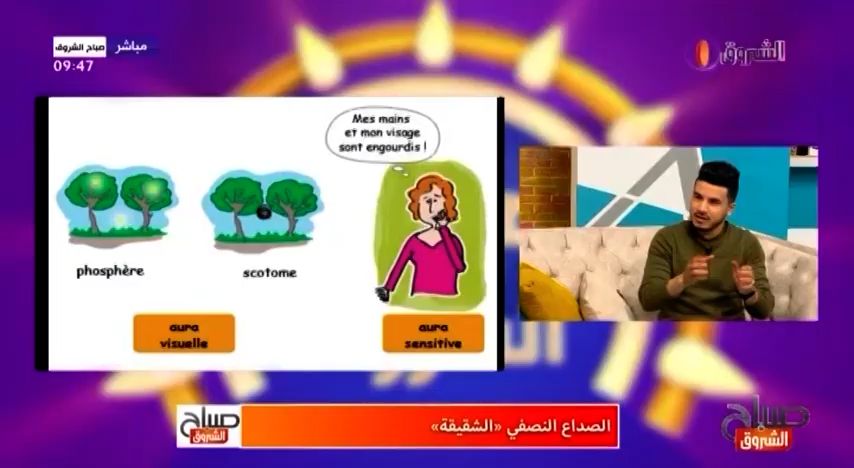 صباح الشروق مباشر
09:47
الشروق
Mes mains
et mon visage
sont engourdis !
phosphère
scotome
aura
visuelle
aura
sensitive
صباح
الشروق
الصداع النصفي «الشقيقة»
صباح
الشروق